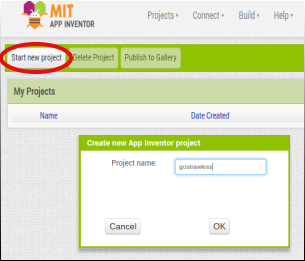 MIT
APP INVENTOR
Projects Connect Build Help
Start new project Delete Project Publish to Gallery
My Projects
Name Date Created
Create new App Inventor project
Project name: gostrawless
Cancel OK